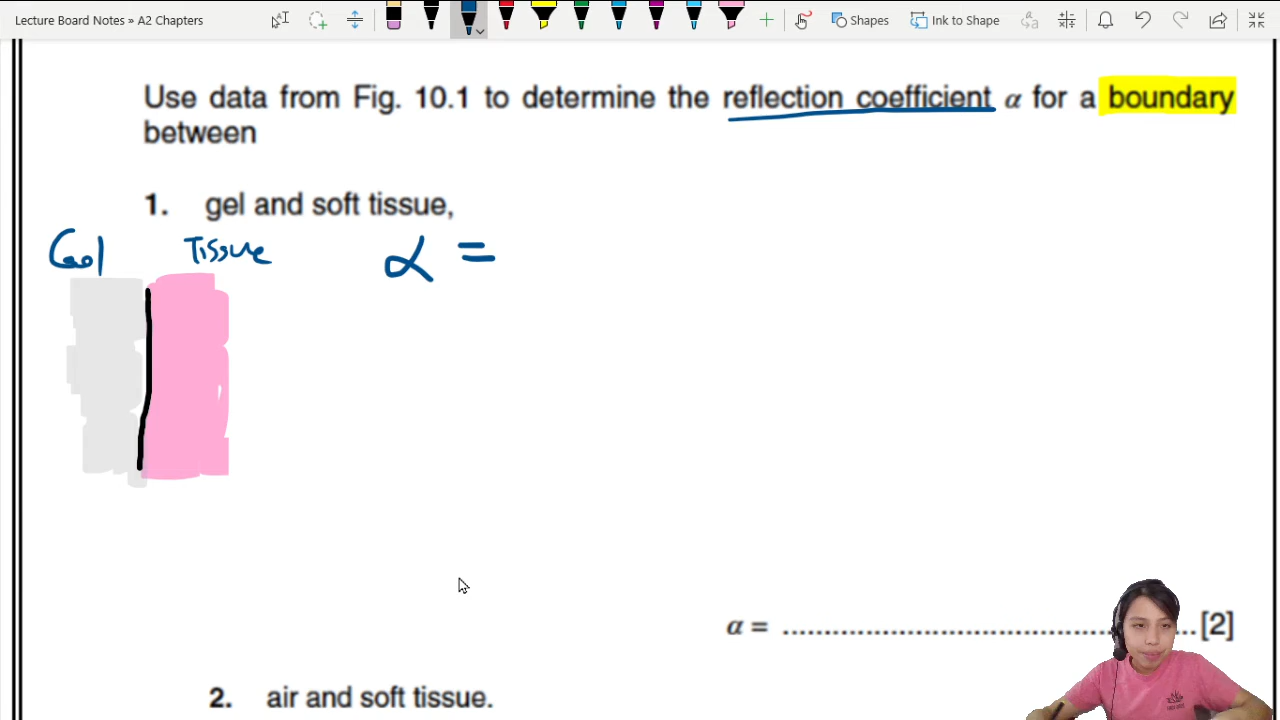 Lecture Board Notes » A2 Chapters
Shapes
Ink to Shape
Use data from Fig. 10.1 to determine the reflection coefficient α for a boundary
between
1. gel and soft tissue,
Gel Tissue α =
α = ........................................................ [2]
2. air and soft tissue.